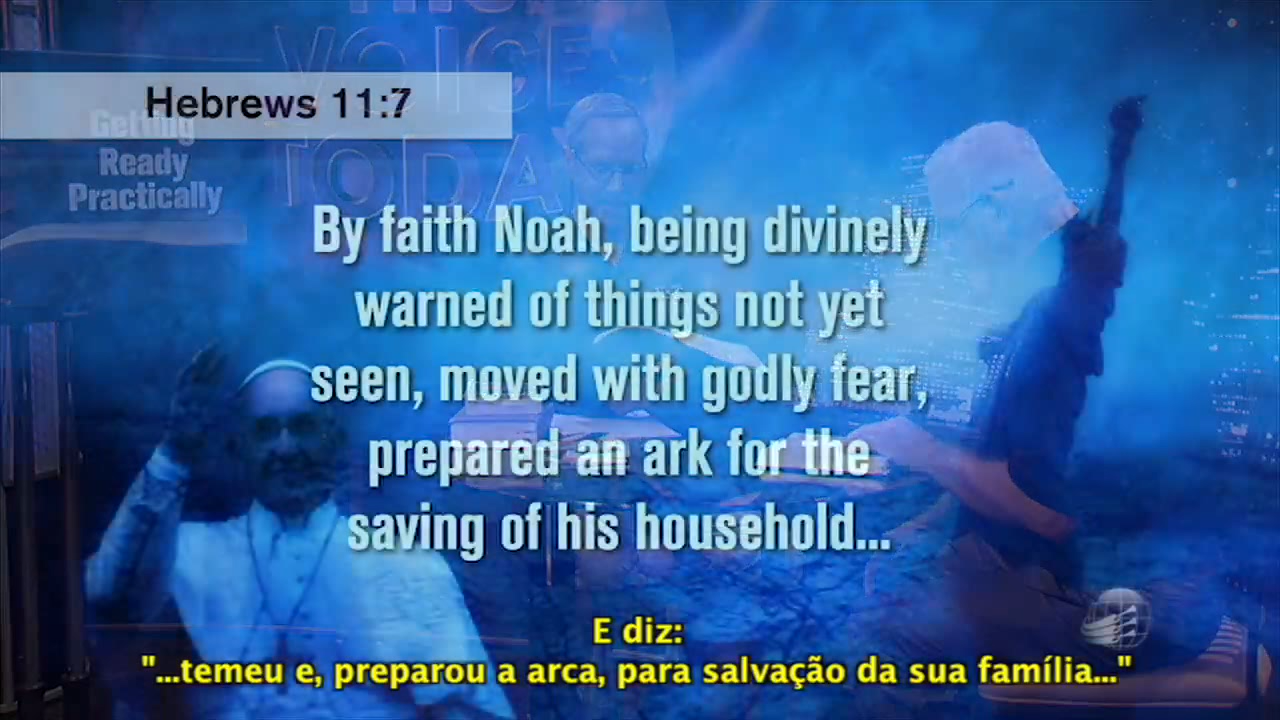 VOICE
TODA
Hebrews 11:7
Getting
Ready
Practically
By faith Noah, being divinely
warned of things not yet
seen, moved with godly fear,
prepared an ark for the
saving of his household...
E diz:
"...temeu e, preparou a arca, para salvação da sua família..."